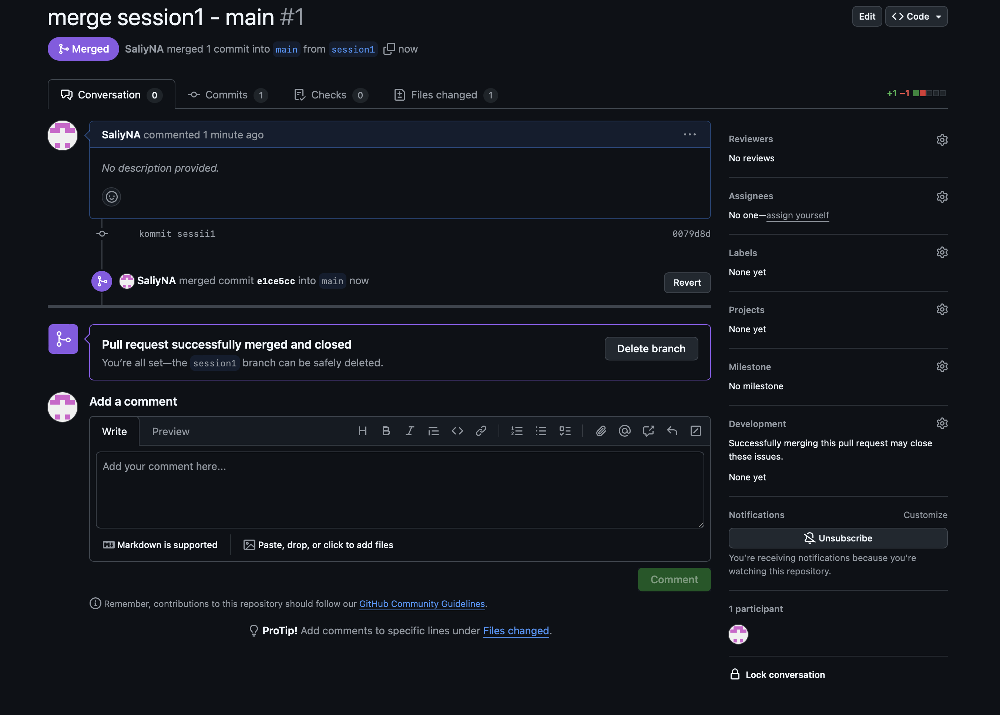 merge session1 - main #1
Edit
Code
Merged
SaliyNA merged 1 commit into main from session1 now
Conversation 0
Commits 1
Checks 0
Files changed 1
+1 −1
SaliyNA commented 1 minute ago
No description provided.
kommit sessii1
0079d8d
SaliyNA merged commit e1ce5cc into main now
Revert
Pull request successfully merged and closed
You’re all set—the session1 branch can be safely deleted.
Delete branch
Add a comment
Write
Preview
Add your comment here...
Markdown is supported
Paste, drop, or click to add files
Comment
Remember, contributions to this repository should follow our GitHub Community Guidelines.
ProTip! Add comments to specific lines under Files changed.
Reviewers
No reviews
Assignees
No one—assign yourself
Labels
None yet
Projects
None yet
Milestone
No milestone
Development
Successfully merging this pull request may close
these issues.
None yet
Notifications
Customize
Unsubscribe
You’re receiving notifications because you’re
watching this repository.
1 participant
Lock conversation